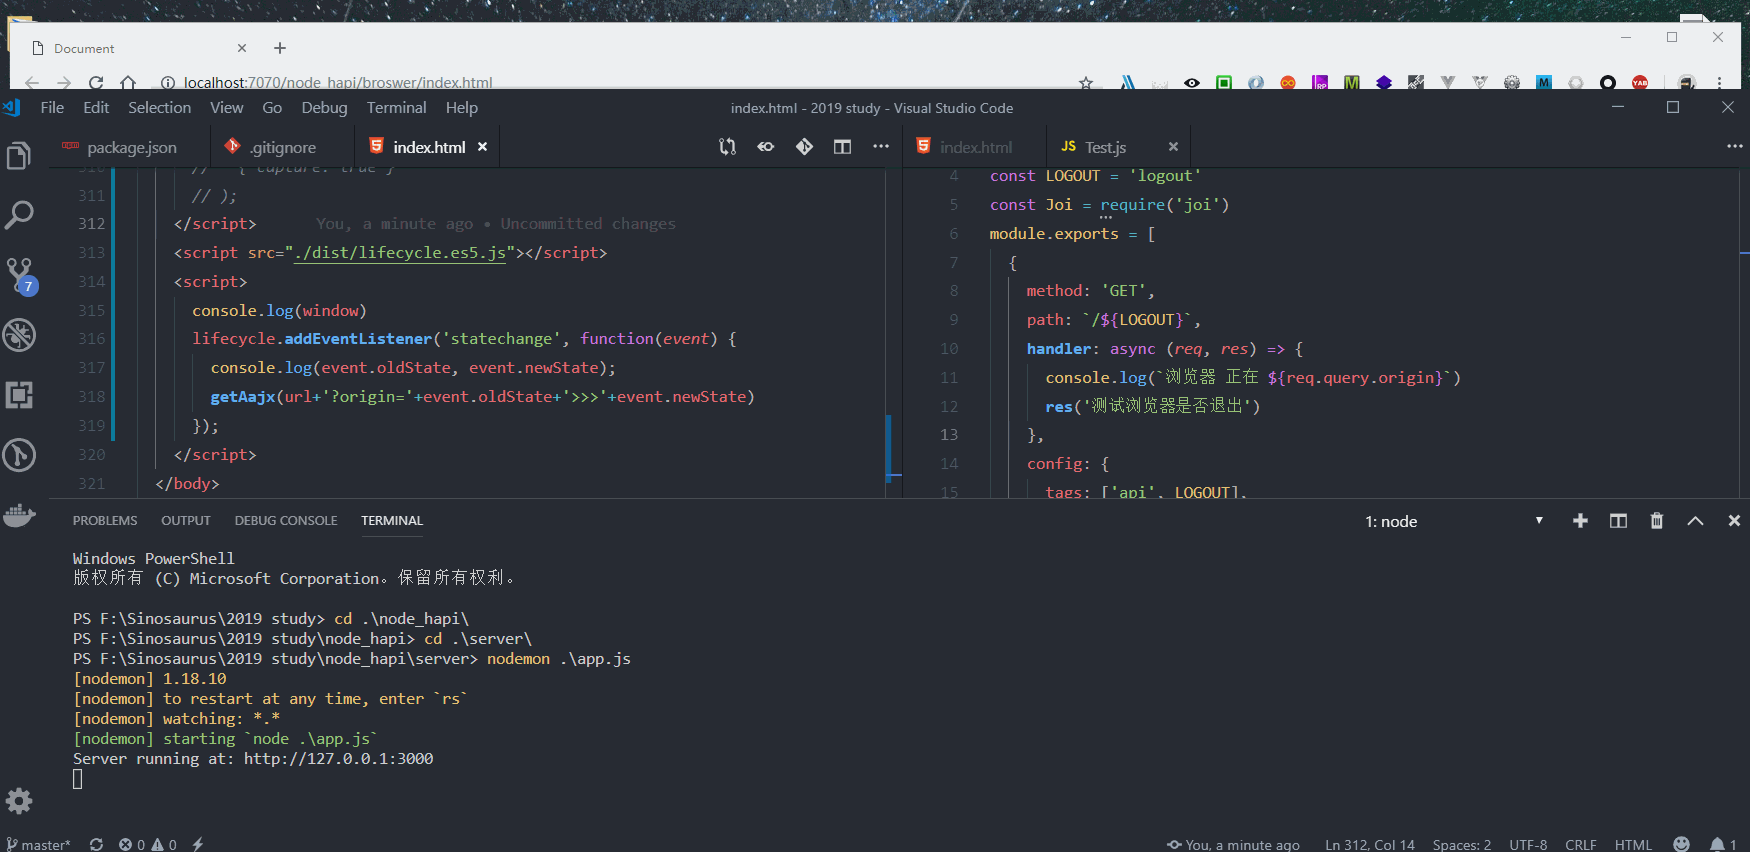 Document
localhost:7070/node_hapi/broswer/index.html
File Edit Selection View Go Debug Terminal Help
index.html - 2019 study - Visual Studio Code
package.json
.gitignore
index.html
index.html
JS Test.js
310 // { capture: true }
311 // );
312 </script> You, a minute ago • Uncommitted changes
313 <script src="./dist/lifecycle.es5.js"></script>
314 <script>
315 console.log(window)
316 lifecycle.addEventListener('statechange', function(event) {
317 console.log(event.oldState, event.newState);
318 getAajx(url+'?origin='+event.oldState+'>>>'+event.newState)
319 });
320 </script>
321 </body>
4 const LOGOUT = 'logout'
5 const Joi = require('joi')
6 module.exports = [
7 {
8 method: 'GET',
9 path: `/${LOGOUT}`,
10 handler: async (req, res) => {
11 console.log(`浏览器 正在 ${req.query.origin}`)
12 res('测试浏览器是否退出')
13 },
14 config: {
15 tags: ['api', LOGOUT],
7
PROBLEMS OUTPUT DEBUG CONSOLE TERMINAL
1: node
Windows PowerShell
版权所有 (C) Microsoft Corporation。保留所有权利。
PS F:\Sinosaurus\2019 study> cd .\node_hapi\
PS F:\Sinosaurus\2019 study\node_hapi> cd .\server\
PS F:\Sinosaurus\2019 study\node_hapi\server> nodemon .\app.js
[nodemon] 1.18.10
[nodemon] to restart at any time, enter `rs`
[nodemon] watching: *.*
[nodemon] starting `node .\app.js`
Server running at: http://127.0.0.1:3000
master* 0 0
You, a minute ago Ln 312, Col 14 Spaces: 2 UTF-8 CRLF HTML 1